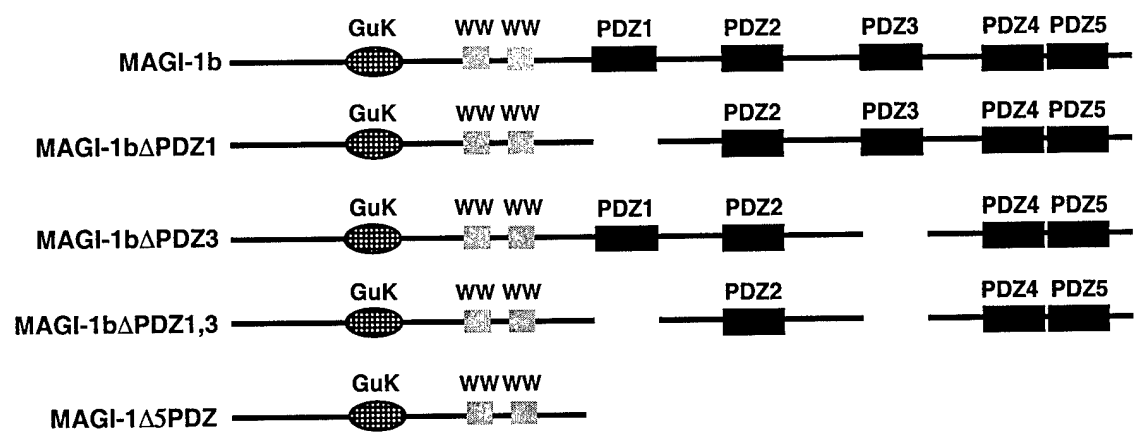 GuK WW WW PDZ1 PDZ2 PDZ3 PDZ4 PDZ5
MAGI-1b
GuK WW WW PDZ2 PDZ3 PDZ4 PDZ5
MAGI-1bΔPDZ1
GuK WW WW PDZ1 PDZ2 PDZ4 PDZ5
MAGI-1bΔPDZ3
GuK WW WW PDZ2 PDZ4 PDZ5
MAGI-1bΔPDZ1,3
GuK WW WW
MAGI-1Δ5PDZ